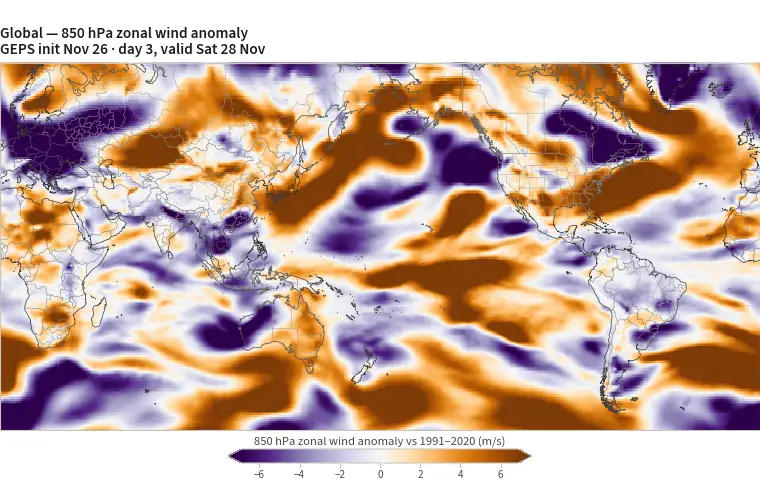 Global — 850 hPa zonal wind anomaly
GEPS init Nov 26 · day 3, valid Sat 28 Nov
850 hPa zonal wind anomaly vs 1991–2020 (m/s)
−6 −4 −2 0 2 4 6